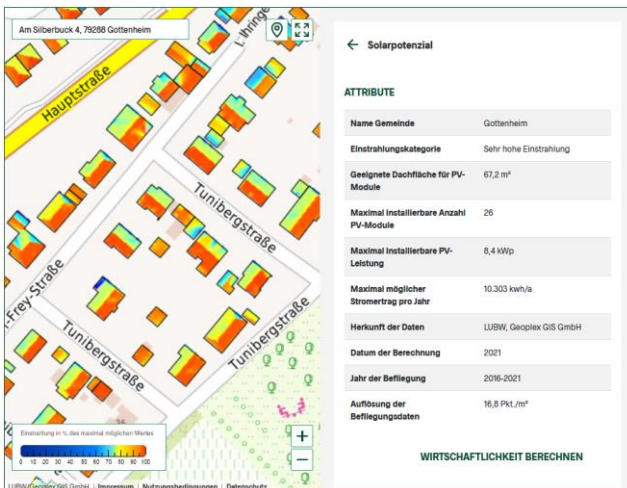 Am Silberbuck 4, 79288 Gottenheim
Hauptstraße
Tunibergstraße
-Frey-Straße
Tunibergstraße
Tunibergstraße
Einstrahlung in % des maximal möglichen Wertes
0 10 20 30 40 50 60 70 80 90 100
+
−
LUBW, Geoplex GIS GmbH | Impressum | Nutzungsbedingungen | Datenschutz
← Solarpotenzial
ATTRIBUTE
Name Gemeinde Gottenheim
Einstrahlungskategorie Sehr hohe Einstrahlung
Geeignete Dachfläche für PV-
Module 67,2 m²
Maximal installierbare Anzahl
PV-Module 26
Maximal installierbare PV-
Leistung 8,4 kWp
Maximal möglicher
Stromertrag pro Jahr 10.303 kwh/a
Herkunft der Daten LUBW, Geoplex GIS GmbH
Datum der Berechnung 2021
Jahr der Befliegung 2016-2021
Auflösung der
Befliegungsdaten 16,8 Pkt./m²
WIRTSCHAFTLICHKEIT BERECHNEN